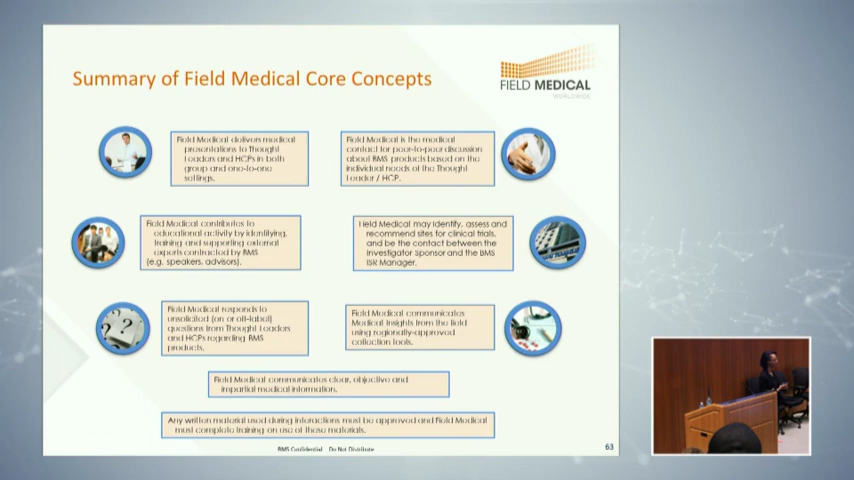 Summary of Field Medical Core Concepts
FIELD MEDICAL
WORLDWIDE
Field Medical delivers medical
presentations to Thought
Leaders and HCPs in both
group and one-to-one
settings.
Field Medical is the medical
contact for peer-to-peer discussion
about BMS products based on the
individual needs of the Thought
Leader / HCP.
Field Medical contributes to
educational activity by identifying,
training and supporting external
experts contracted by BMS
(e.g. speakers, advisors).
Field Medical may identify, assess and
recommend sites for clinical trials,
and be the contact between the
Investigator Sponsor and the BMS
ISR Manager.
Field Medical responds to
unsolicited (on or off-label)
questions from Thought Leaders
and HCPs regarding BMS
products.
Field Medical communicates
Medical Insights from the field
using regionally-approved
collection tools.
Field Medical communicates clear, objective and
impartial medical information.
Any written material used during interactions must be approved and Field Medical
must complete training on use of these materials.
BMS Confidential Do Not Distribute
63